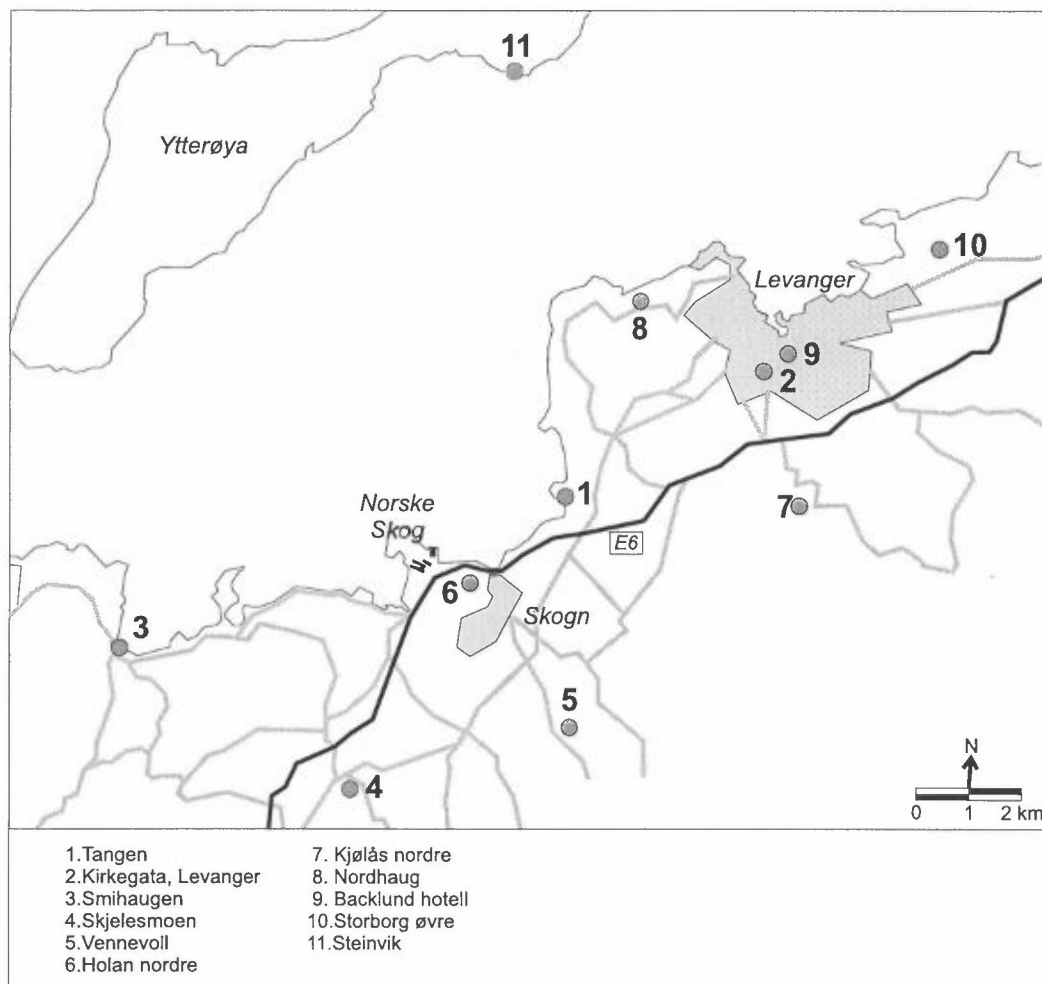 11
Ytterøya
10
Levanger
8
9
2
1
Norske
Skog
7
E6
6
Skogn
3
5
N
4
0 1 2 km
1.Tangen
2.Kirkegata, Levanger
3.Smihaugen
4.Skjelesmoen
5.Vennevoll
6.Holan nordre
7. Kjølås nordre
8. Nordhaug
9. Backlund hotell
10.Storborg øvre
11.Steinvik